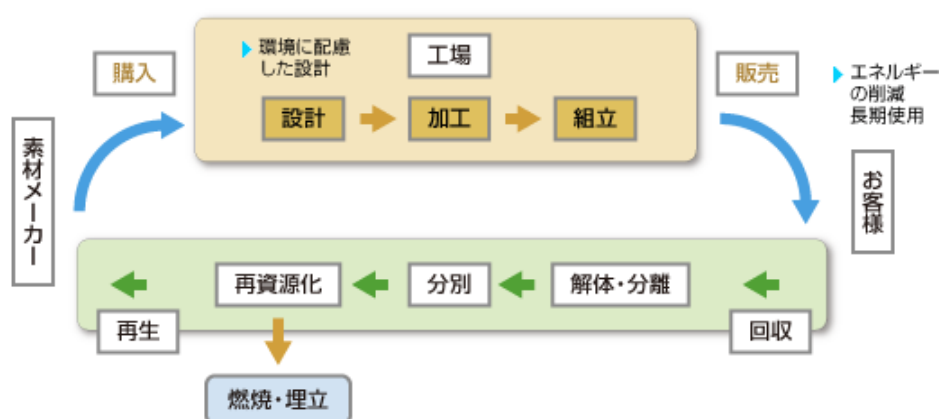 環境に配慮
した設計
工場
購入
販売
エネルギー
の削減
長期使用
設計
加工
組立
素材メーカー
お客様
再資源化
分別
解体・分離
再生
回収
燃焼・埋立